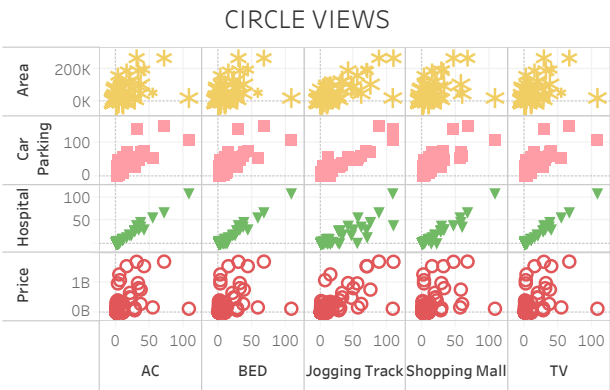 CIRCLE VIEWS
Area
200K
0K
Car
Parking
100
0
Hospital
100
50
Price
1B
0B
0 50 100 0 50 100 0 50 100 0 50 100 0 50 100
AC BED Jogging Track Shopping Mall TV